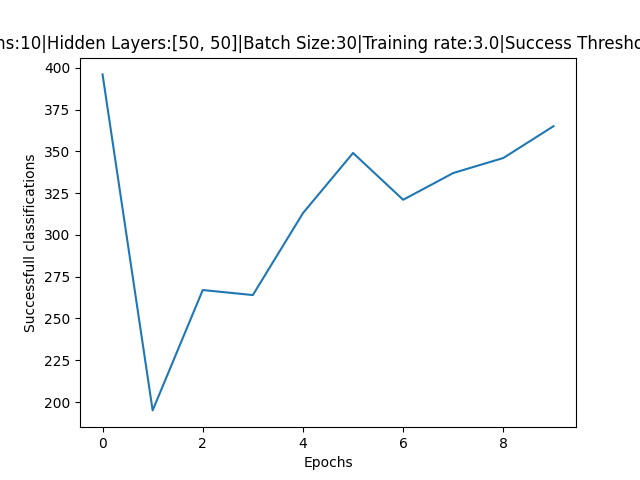 ns:10|Hidden Layers:[50, 50]|Batch Size:30|Training rate:3.0|Success Thresho
400
375
350
325
300
275
250
225
200
Successfull classifications
0 2 4 6 8
Epochs